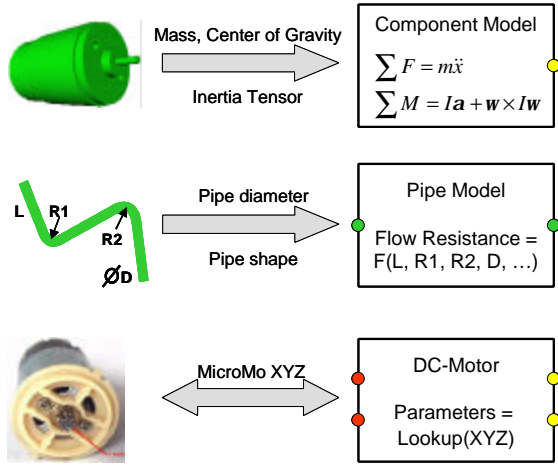 Mass, Center of Gravity
Inertia Tensor
Component Model
∑ F = mẍ
∑ M = Ia + w × Iw
L
R1
R2
ØD
Pipe diameter
Pipe shape
Pipe Model
Flow Resistance =
F(L, R1, R2, D, …)
MicroMo XYZ
DC-Motor
Parameters =
Lookup(XYZ)